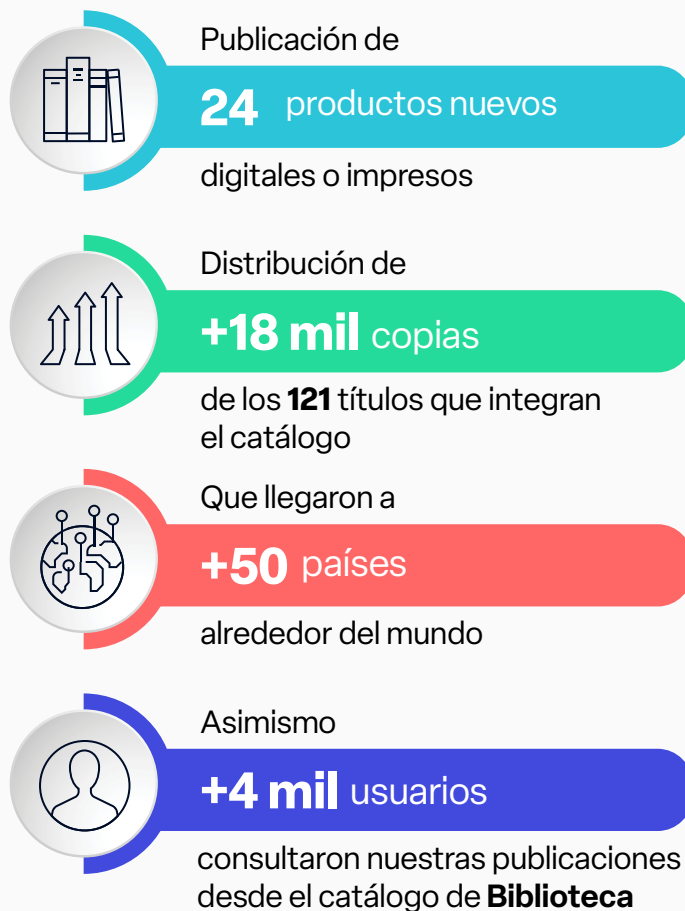 Publicación de
24 productos nuevos
digitales o impresos
Distribución de
+18 mil copias
de los 121 títulos que integran
el catálogo
Que llegaron a
+50 países
alrededor del mundo
Asimismo
+4 mil usuarios
consultaron nuestras publicaciones
desde el catálogo de Biblioteca